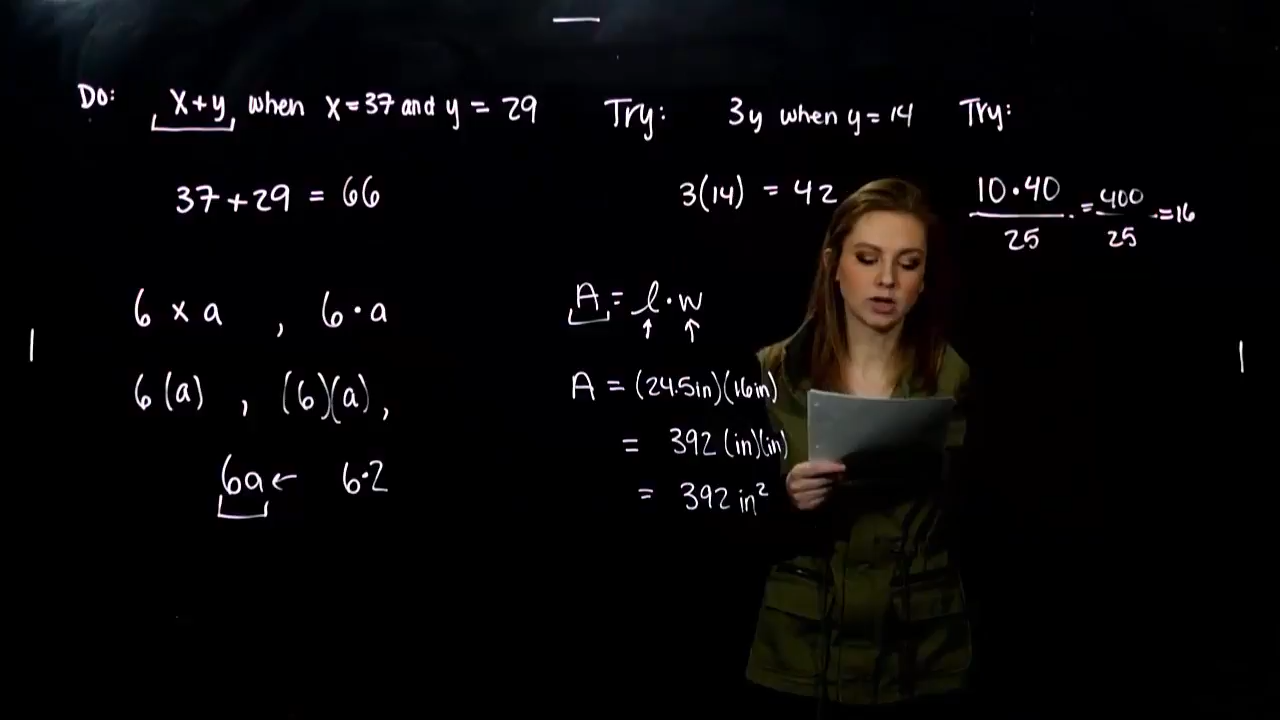 Do: x+y when x=37 and y = 29
37+29 = 66
6 x a , 6 · a
6(a) , (6)(a),
6a ← 6·2
Try: 3y when y = 14
3(14) = 42
A = l · w
A = (24.5in)(16in)
= 392 (in)(in)
= 392 in²
Try:
10·40
25
= 400
25
= 16